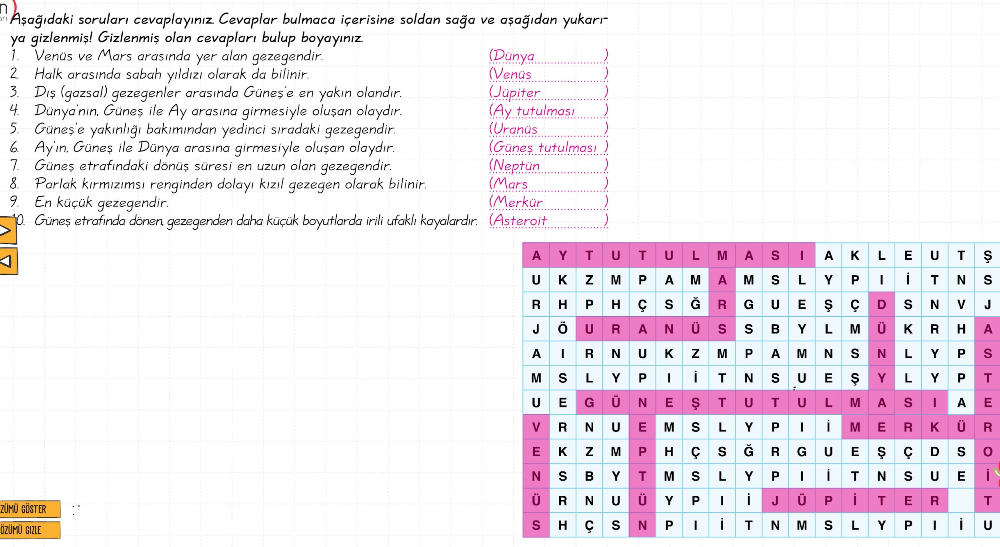 n
arı
Aşağıdaki soruları cevaplayınız. Cevaplar bulmaca içerisine soldan sağa ve aşağıdan yukarı-
ya gizlenmiş! Gizlenmiş olan cevapları bulup boyayınız.
1. Venüs ve Mars arasında yer alan gezegendir. (Dünya)
2. Halk arasında sabah yıldızı olarak da bilinir. (Venüs)
3. Dış (gazsal) gezegenler arasında Güneş'e en yakın olandır. (Jüpiter)
4. Dünya'nın, Güneş ile Ay arasına girmesiyle oluşan olaydır. (Ay tutulması)
5. Güneş'e yakınlığı bakımından yedinci sıradaki gezegendir. (Uranüs)
6. Ay'ın, Güneş ile Dünya arasına girmesiyle oluşan olaydır. (Güneş tutulması)
7. Güneş etrafındaki dönüş süresi en uzun olan gezegendir. (Neptün)
8. Parlak kırmızımsı renginden dolayı kızıl gezegen olarak bilinir. (Mars)
9. En küçük gezegendir. (Merkür)
10. Güneş etrafında dönen, gezegenden daha küçük boyutlarda irili ufaklı kayalardır. (Asteroit)
A Y T U T U L M A S I A K L E U T Ş
U K Z M P A M A M S L Y P I İ T N S
R H P H Ç S Ğ R G U E Ş Ç D S N V J
J Ö U R A N Ü S S B Y L M Ü K R H A
A I R N U K Z M P A M N S N L Y P S
M S L Y P I İ T N S U E Ş Y L Y P T
U E G Ü N E Ş T U T U L M A S I A E
V R N U E M S L Y P I İ M E R K Ü R
E K Z M P H Ç S Ğ R G U E Ş Ç D S O
N S B Y T M S L Y P I İ T N S U E İ
Ü R N U Ü Y P I İ J Ü P İ T E R T
S H Ç S N P I İ T N M S L Y P I İ U
ZÜMÜ GÖSTER
ÖZÜMÜ GIZLE